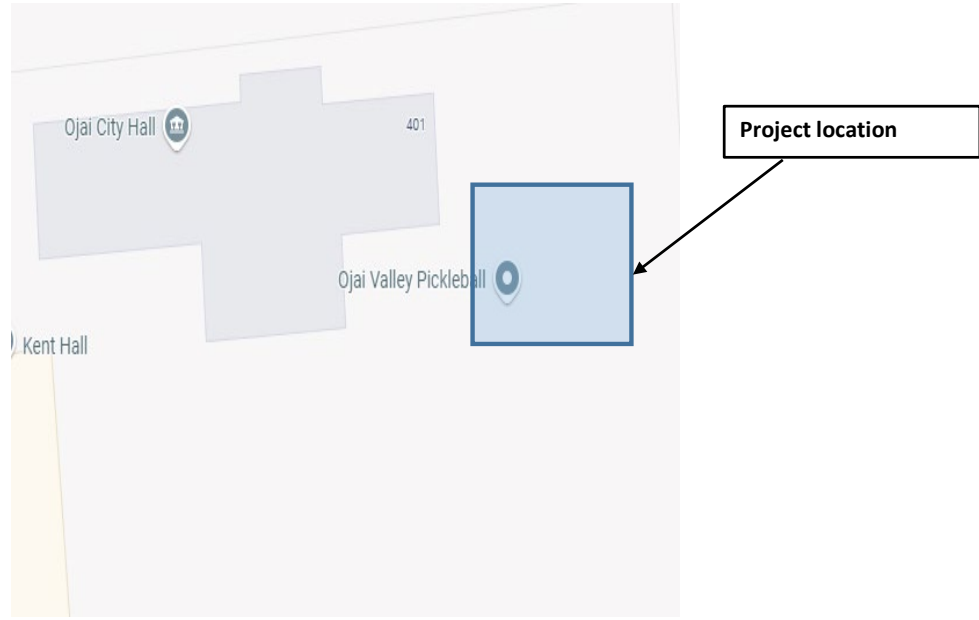 Ojai City Hall
401
Project location
Ojai Valley Pickleball
Kent Hall